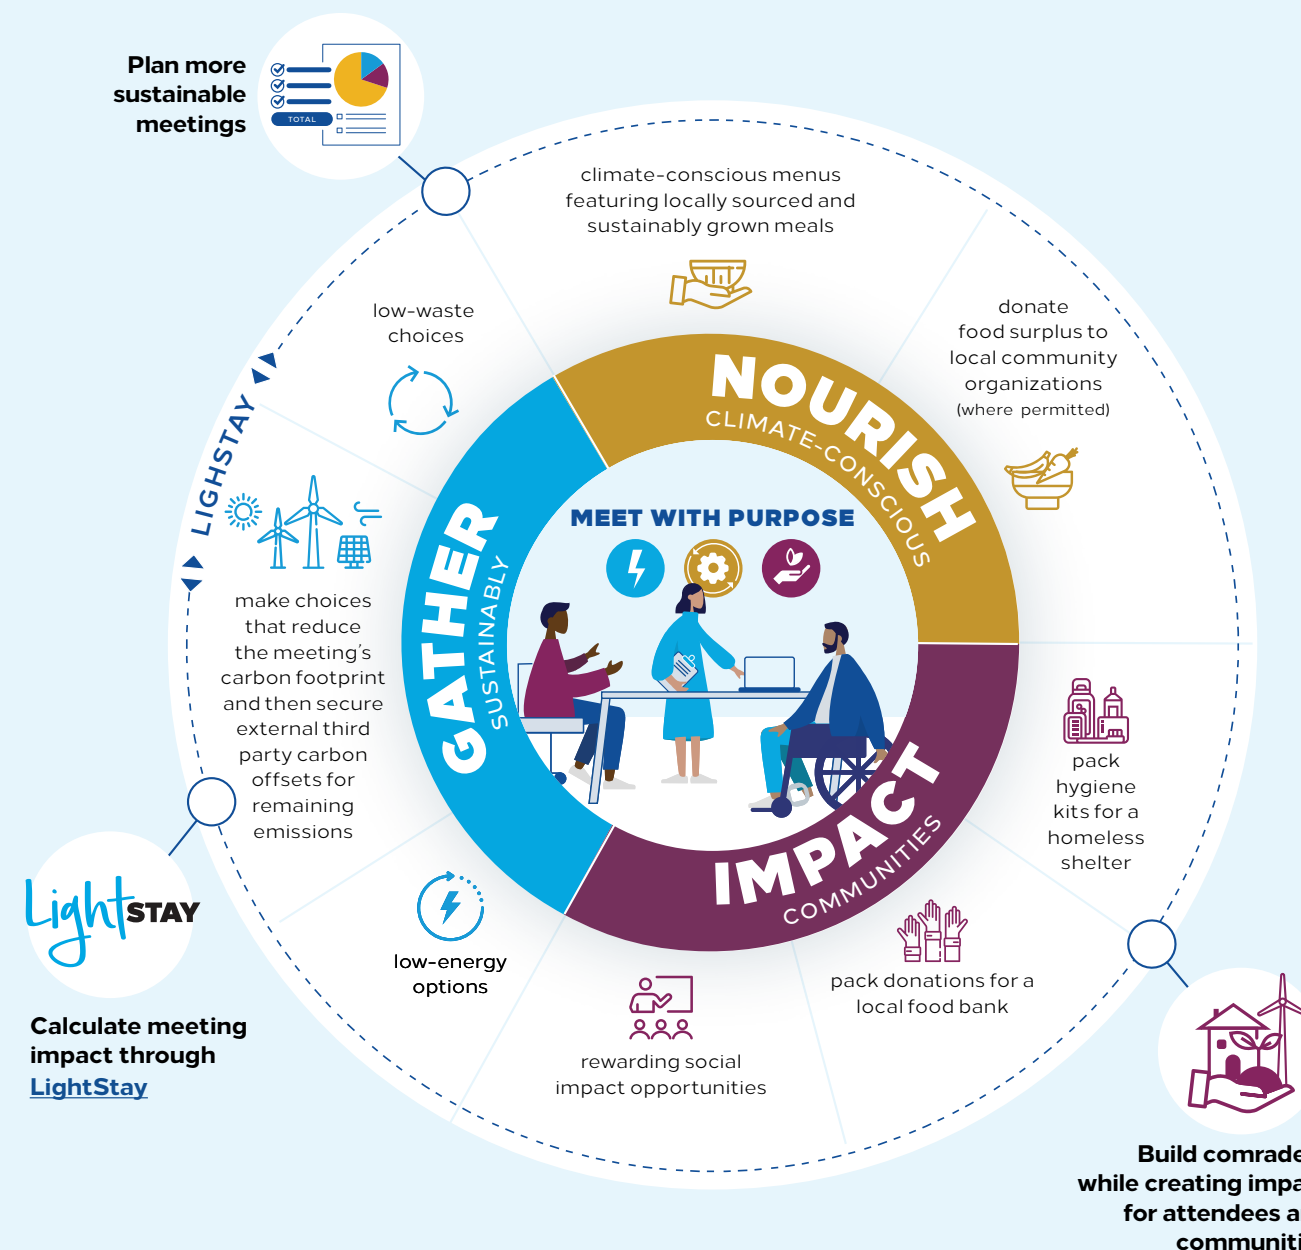 Plan more
sustainable
meetings
TOTAL
climate-conscious menus
featuring locally sourced and
sustainably grown meals
low-waste
choices
donate
food surplus to
local community
organizations
(where permitted)
LIGHSTAY
NOURISH
CLIMATE-CONSCIOUS
GATHER
SUSTAINABLY
MEET WITH PURPOSE
make choices
that reduce
the meeting's
carbon footprint
and then secure
external third
party carbon
offsets for
remaining
emissions
pack
hygiene
kits for a
homeless
shelter
IMPACT
COMMUNITIES
LightSTAY
low-energy
options
pack donations for a
local food bank
Calculate meeting
impact through
LightStay
rewarding social
impact opportunities
Build comrade
while creating impa
for attendees a
communiti